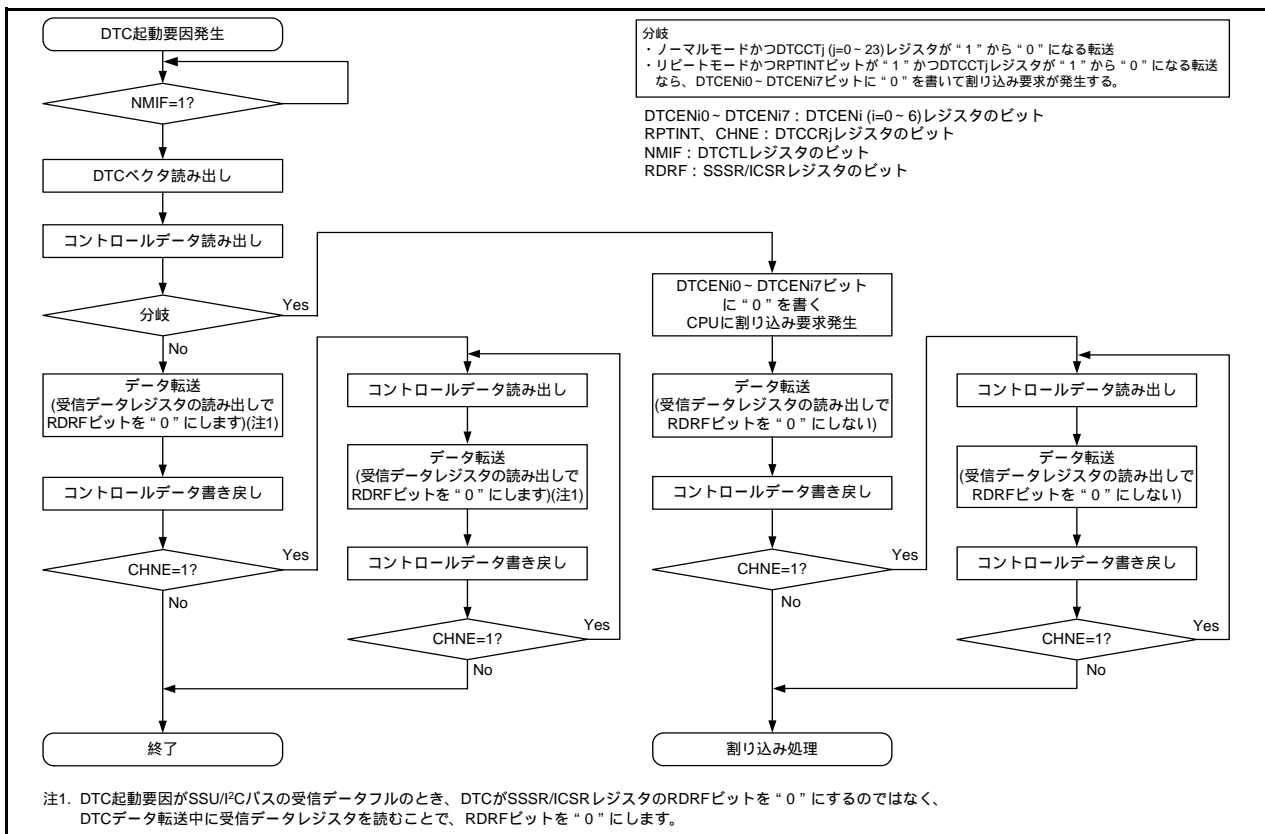 DTC起動要因発生
NMIF=1?
DTCベクタ読み出し
コントロールデータ読み出し
分岐
Yes
No
データ転送
(受信データレジスタの読み出しで
RDRFビットを“0”にします)(注1)
コントロールデータ書き戻し
CHNE=1?
Yes
No
コントロールデータ読み出し
データ転送
(受信データレジスタの読み出しで
RDRFビットを“0”にします)(注1)
コントロールデータ書き戻し
CHNE=1?
Yes
No
終了
分岐
・ノーマルモードかつDTCCTj (j=0~23)レジスタが“1”から“0”になる転送
・リピートモードかつRPTINTビットが“1”かつDTCCTjレジスタが“1”から“0”になる転送
なら、DTCENi0~DTCENi7ビットに“0”を書いて割り込み要求が発生する。
DTCENi0~DTCENi7:DTCENi (i=0~6)レジスタのビット
RPTINT、CHNE:DTCCRjレジスタのビット
NMIF:DTCTLレジスタのビット
RDRF:SSSR/ICSRレジスタのビット
DTCENi0~DTCENi7ビット
に“0”を書く
CPUに割り込み要求発生
データ転送
(受信データレジスタの読み出しで
RDRFビットを“0”にしない)
コントロールデータ書き戻し
CHNE=1?
Yes
No
コントロールデータ読み出し
データ転送
(受信データレジスタの読み出しで
RDRFビットを“0”にしない)
コントロールデータ書き戻し
CHNE=1?
Yes
No
割り込み処理
注1. DTC起動要因がSSU/I²Cバスの受信データフルのとき、DTCがSSSR/ICSRレジスタのRDRFビットを“0”にするのではなく、
DTCデータ転送中に受信データレジスタを読むことで、RDRFビットを“0”にします。